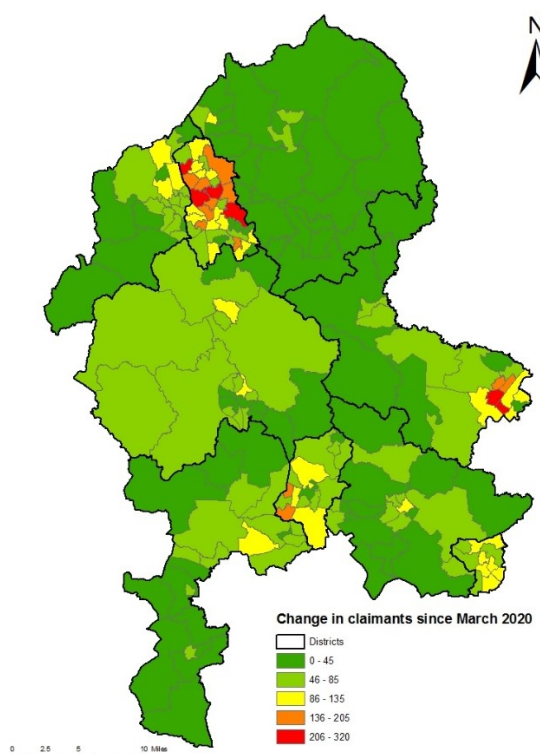 N
Change in claimants since March 2020
Districts
0 - 45
46 - 85
86 - 135
136 - 205
206 - 320
0 2.5 5 10 Miles